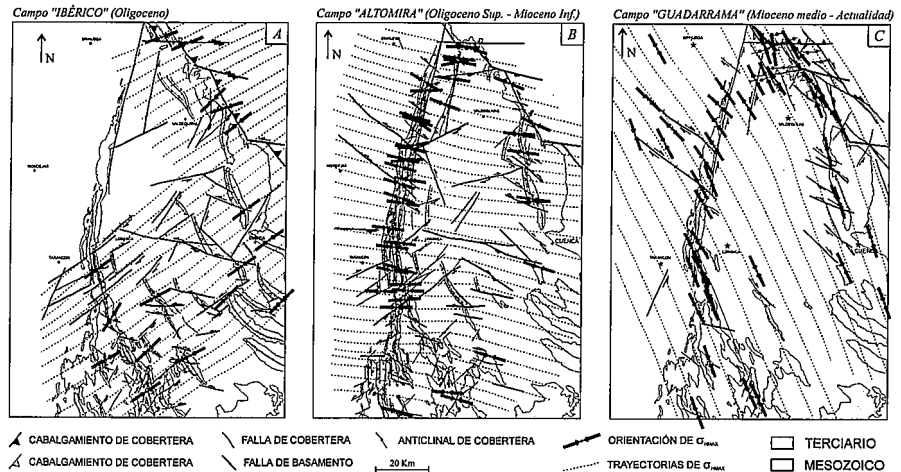 Campo "IBÉRICO" (Oligoceno)
Campo "ALTOMIRA" (Oligoceno Sup. - Mioceno Inf.)
Campo "GUADARRAMA" (Mioceno medio - Actualidad)
A
B
C
N
N
N
TARANCON
TARANCON
TARANCON
CUENCA
CUENCA
CABALGAMIENTO DE COBERTERA
FALLA DE COBERTERA
ANTICLINAL DE COBERTERA
ORIENTACIÓN DE σHMAX
TERCIARIO
CABALGAMIENTO DE COBERTERA
FALLA DE BASAMENTO
20 Km
TRAYECTORIAS DE σHMAX
MESOZOICO